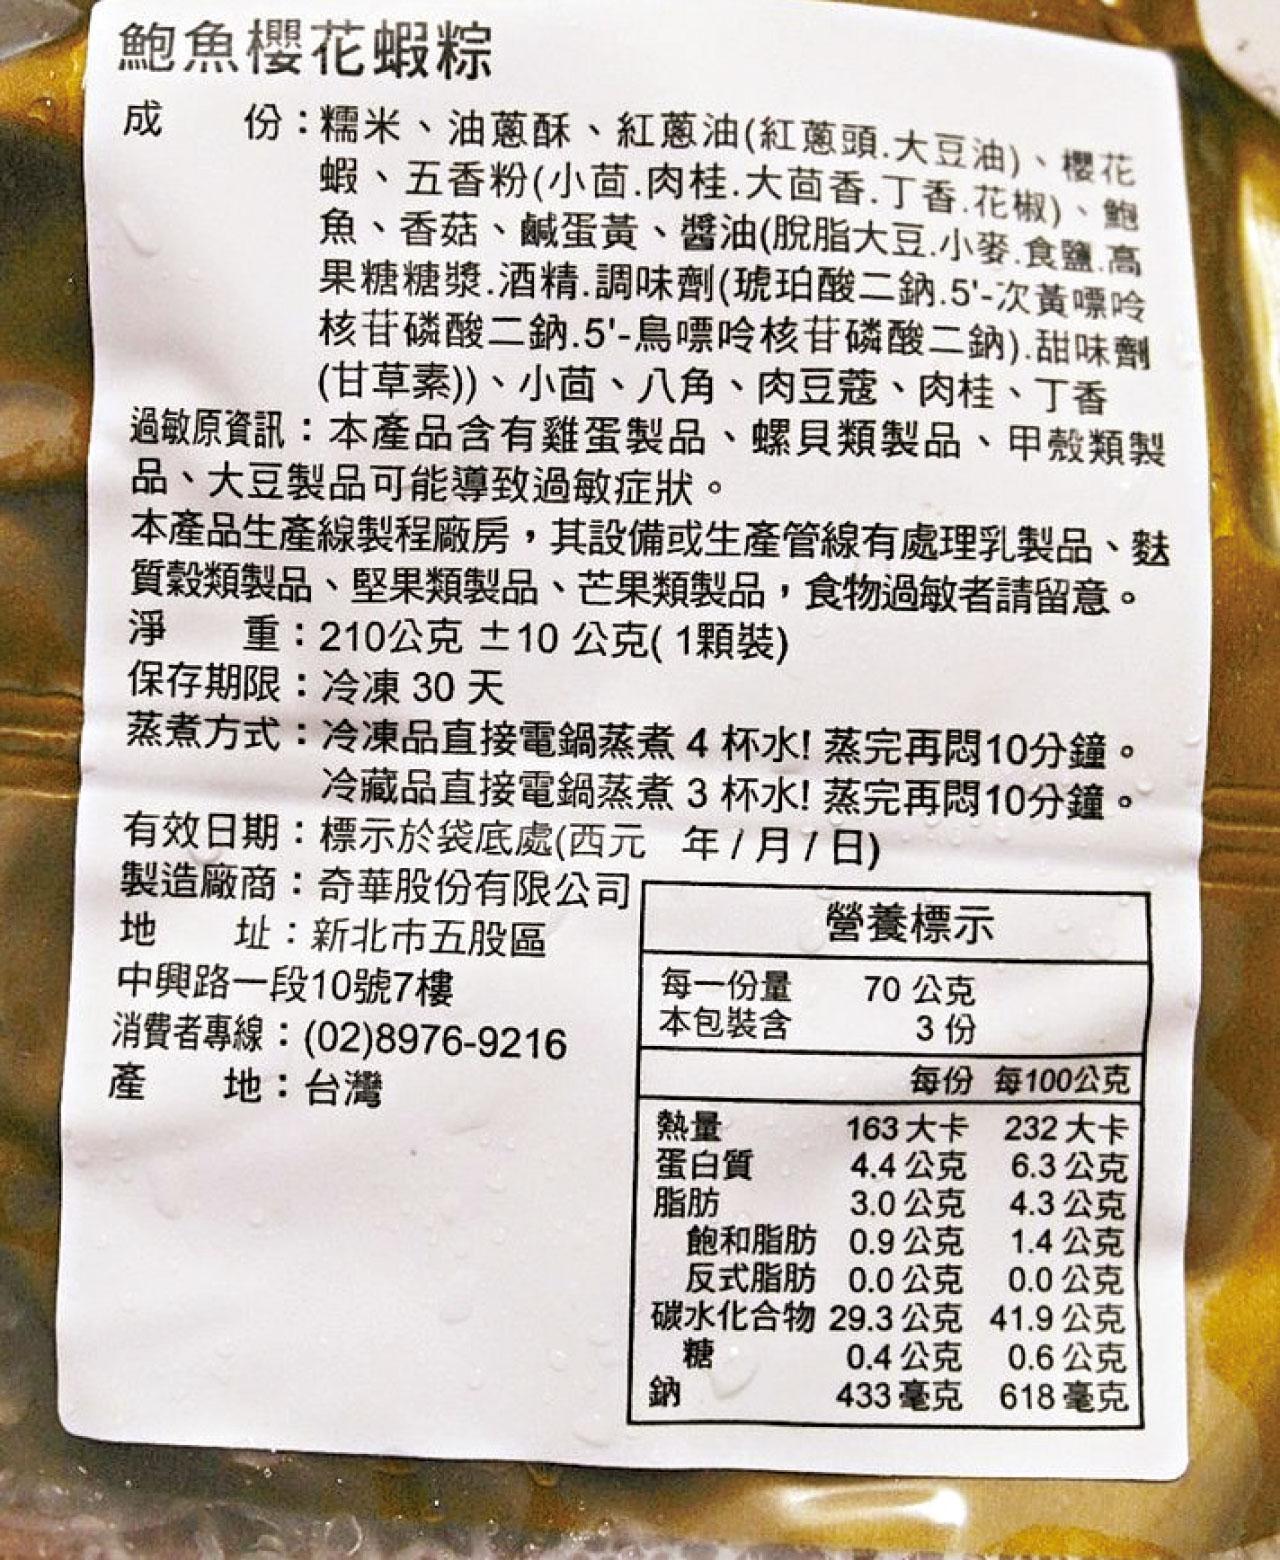 鮑魚櫻花蝦粽
成　　份：糯米、油蔥酥、紅蔥油(紅蔥頭.大豆油)、櫻花
蝦、五香粉(小茴.肉桂.大茴香.丁香.花椒)、鮑
魚、香菇、鹹蛋黃、醬油(脫脂大豆.小麥.食鹽.高
果糖糖漿.酒精.調味劑(琥珀酸二鈉.5'-次黃嘌呤
核苷磷酸二鈉.5'-鳥嘌呤核苷磷酸二鈉).甜味劑
(甘草素))、小茴、八角、肉豆蔻、肉桂、丁香
過敏原資訊：本產品含有雞蛋製品、螺貝類製品、甲殼類製
品、大豆製品可能導致過敏症狀。
本產品生產線製程廠房，其設備或生產管線有處理乳製品、麩
質穀類製品、堅果類製品、芒果類製品，食物過敏者請留意。
淨　　重：210公克 ±10 公克( 1顆裝)
保存期限：冷凍 30 天
蒸煮方式：冷凍品直接電鍋蒸煮 4 杯水! 蒸完再悶10分鐘。
冷藏品直接電鍋蒸煮 3 杯水! 蒸完再悶10分鐘。
有效日期：標示於袋底處(西元　年 / 月 / 日)
製造廠商：奇華股份有限公司
地　　址：新北市五股區
中興路一段10號7樓
消費者專線：(02)8976-9216
產　　地：台灣
營養標示
每一份量　70 公克
本包裝含　3 份
每份　每100公克
熱量　163 大卡　232 大卡
蛋白質　4.4 公克　6.3 公克
脂肪　3.0 公克　4.3 公克
飽和脂肪　0.9 公克　1.4 公克
反式脂肪　0.0 公克　0.0 公克
碳水化合物　29.3 公克　41.9 公克
糖　0.4 公克　0.6 公克
鈉　433 毫克　618 毫克